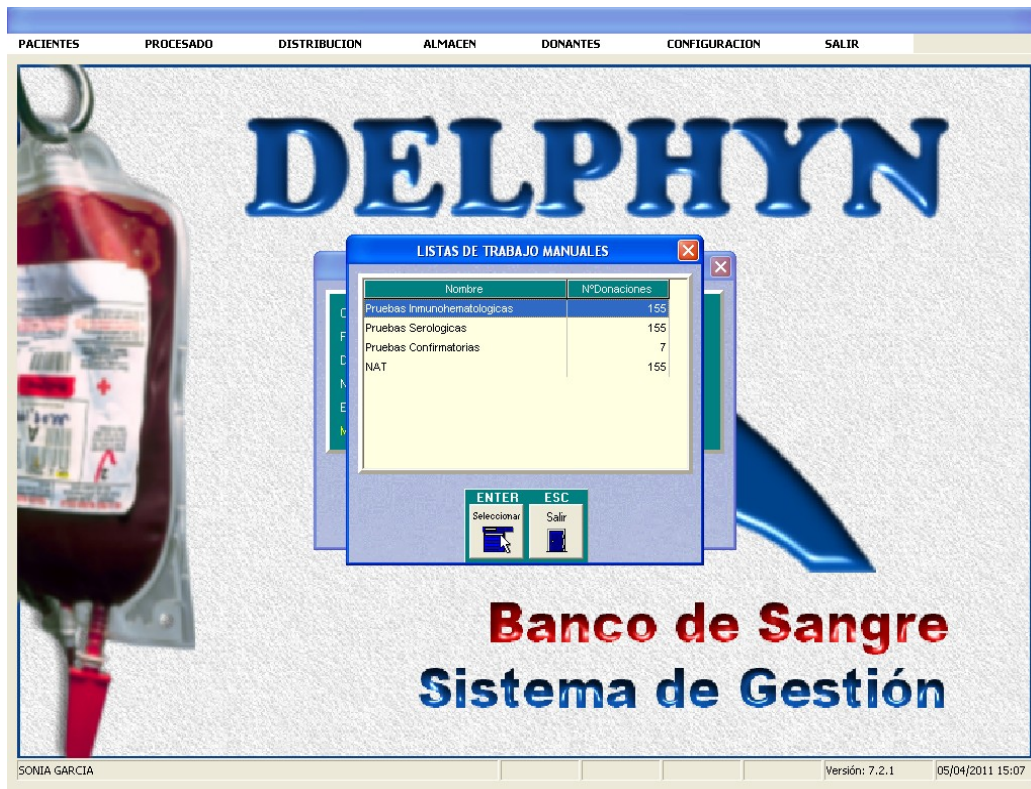 PACIENTES PROCESADO DISTRIBUCION ALMACEN DONANTES CONFIGURACION SALIR
DELPHYN
LISTAS DE TRABAJO MANUALES
Nombre NºDonaciones
Pruebas Inmunohematologicas 155
Pruebas Serologicas 155
Pruebas Confirmatorias 7
NAT 155
ENTER ESC
Seleccionar Salir
Banco de Sangre
Sistema de Gestión
SONIA GARCIA Versión: 7.2.1 05/04/2011 15:07